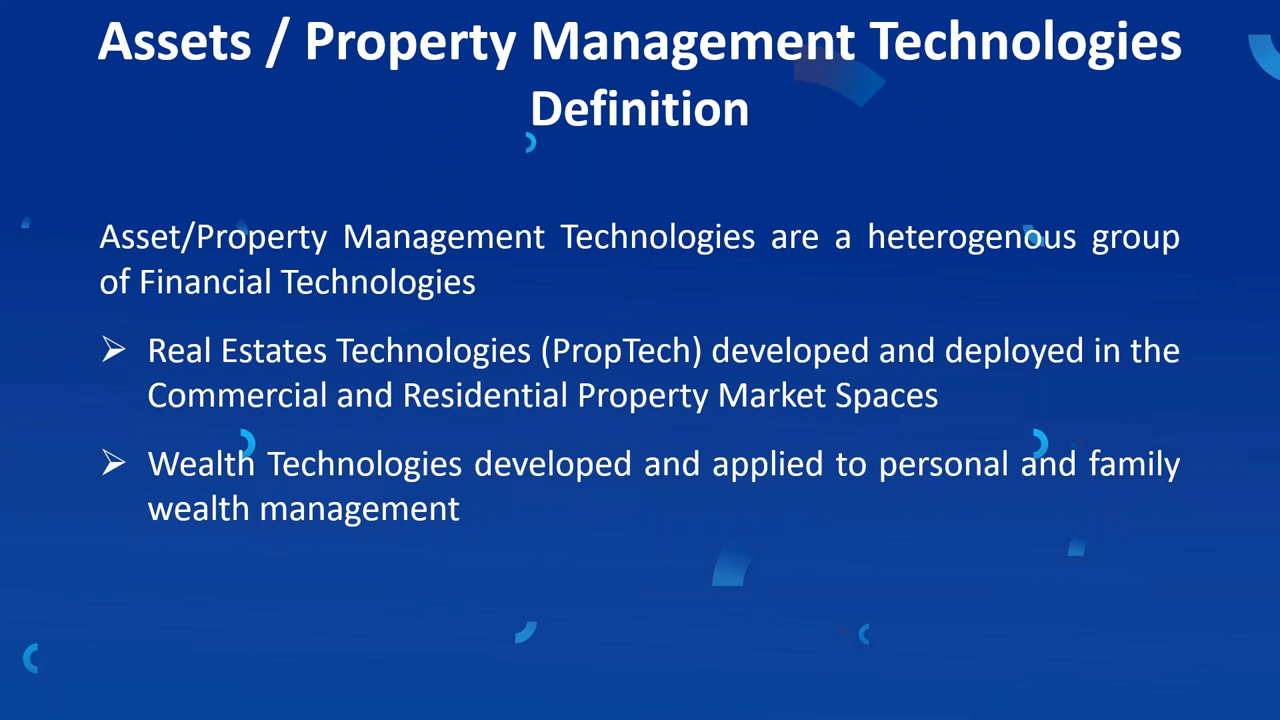 Assets / Property Management Technologies
Definition
Asset/Property Management Technologies are a heterogenous group
of Financial Technologies
➢ Real Estates Technologies (PropTech) developed and deployed in the
Commercial and Residential Property Market Spaces
➢ Wealth Technologies developed and applied to personal and family
wealth management